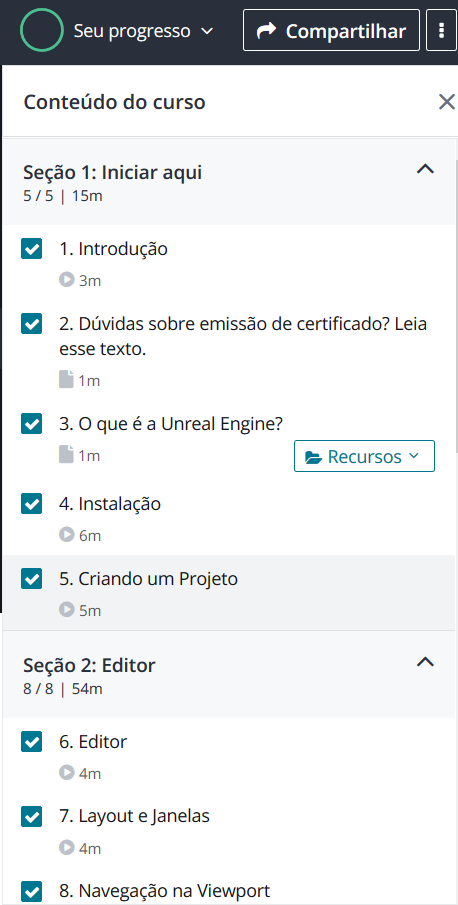 Seu progresso
Compartilhar
Conteúdo do curso
Seção 1: Iniciar aqui
5 / 5 | 15m
1. Introdução
3m
2. Dúvidas sobre emissão de certificado? Leia
esse texto.
1m
3. O que é a Unreal Engine?
1m
Recursos
4. Instalação
6m
5. Criando um Projeto
5m
Seção 2: Editor
8 / 8 | 54m
6. Editor
4m
7. Layout e Janelas
4m
8. Navegação na Viewport